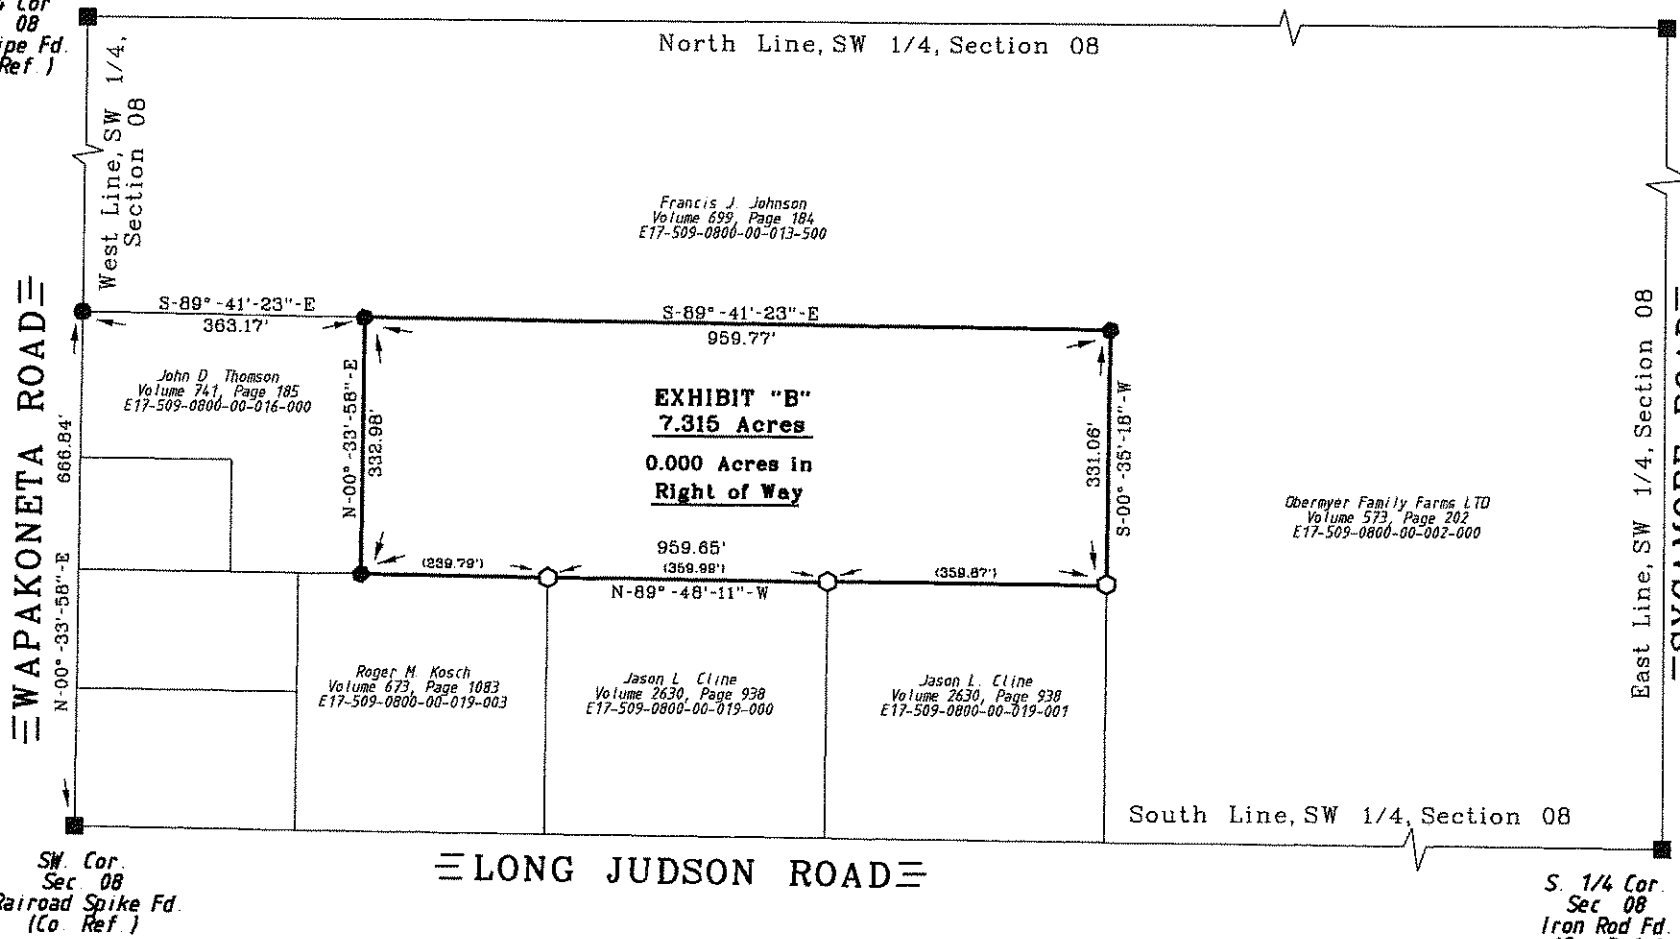 08
Ref.)
North Line, SW 1/4, Section 08
West Line, SW 1/4,
Section 08
Francis J. Johnson
Volume 699, Page 184
E17-509-0800-00-013-500
S-89°-41'-23"-E
363.17'
S-89°-41'-23"-E
959.77'
John D Thomson
Volume 741, Page 185
E17-509-0800-00-016-000
N-00°-33'-58"-E
332.98'
EXHIBIT "B"
7.315 Acres
0.000 Acres in
Right of Way
331.06'
S-00°-35'-18"-W
WAPAKONETA ROAD
666.84'
N-00°-33'-58"-E
Obermyer Family Farms LTD
Volume 573, Page 202
E17-509-0800-00-002-000
East Line, SW 1/4, Section 08
SYCAMORE ROAD
(239.79')
959.65'
(359.99')
N-89°-48'-11"-W
(359.87')
Roger M. Kosch
Volume 673, Page 1083
E17-509-0800-00-019-003
Jason L. Cline
Volume 2630, Page 938
E17-509-0800-00-019-000
Jason L. Cline
Volume 2630, Page 938
E17-509-0800-00-019-001
South Line, SW 1/4, Section 08
LONG JUDSON ROAD
SW. Cor.
Sec 08
Rairoad Spike Fd.
(Co. Ref.)
S. 1/4 Cor.
Sec 08
Iron Rod Fd.